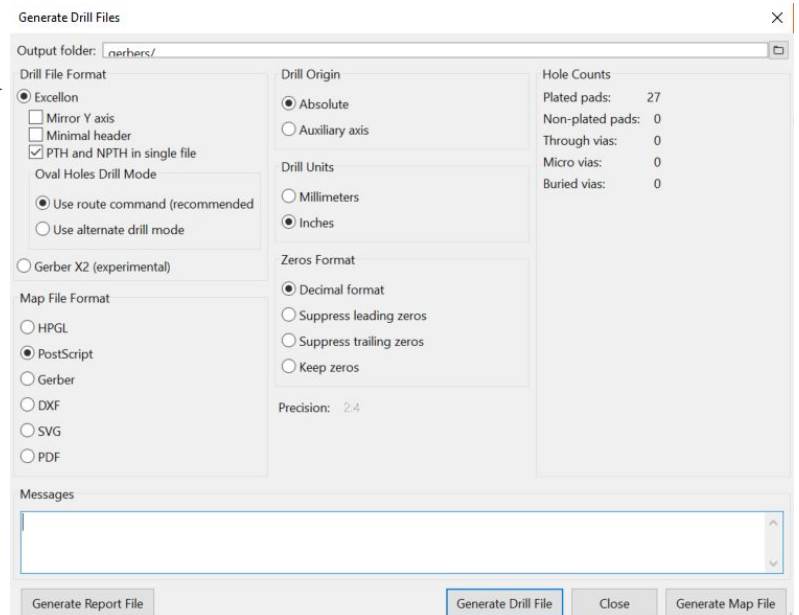 Generate Drill Files
Output folder: gerbers/
Drill File Format
Excellon
Mirror Y axis
Minimal header
PTH and NPTH in single file
Oval Holes Drill Mode
Use route command (recommended
Use alternate drill mode
Gerber X2 (experimental)
Map File Format
HPGL
PostScript
Gerber
DXF
SVG
PDF
Drill Origin
Absolute
Auxiliary axis
Drill Units
Millimeters
Inches
Zeros Format
Decimal format
Suppress leading zeros
Suppress trailing zeros
Keep zeros
Precision: 2:4
Hole Counts
Plated pads: 27
Non-plated pads: 0
Through vias: 0
Micro vias: 0
Buried vias: 0
Messages
Generate Report File
Generate Drill File
Close
Generate Map File